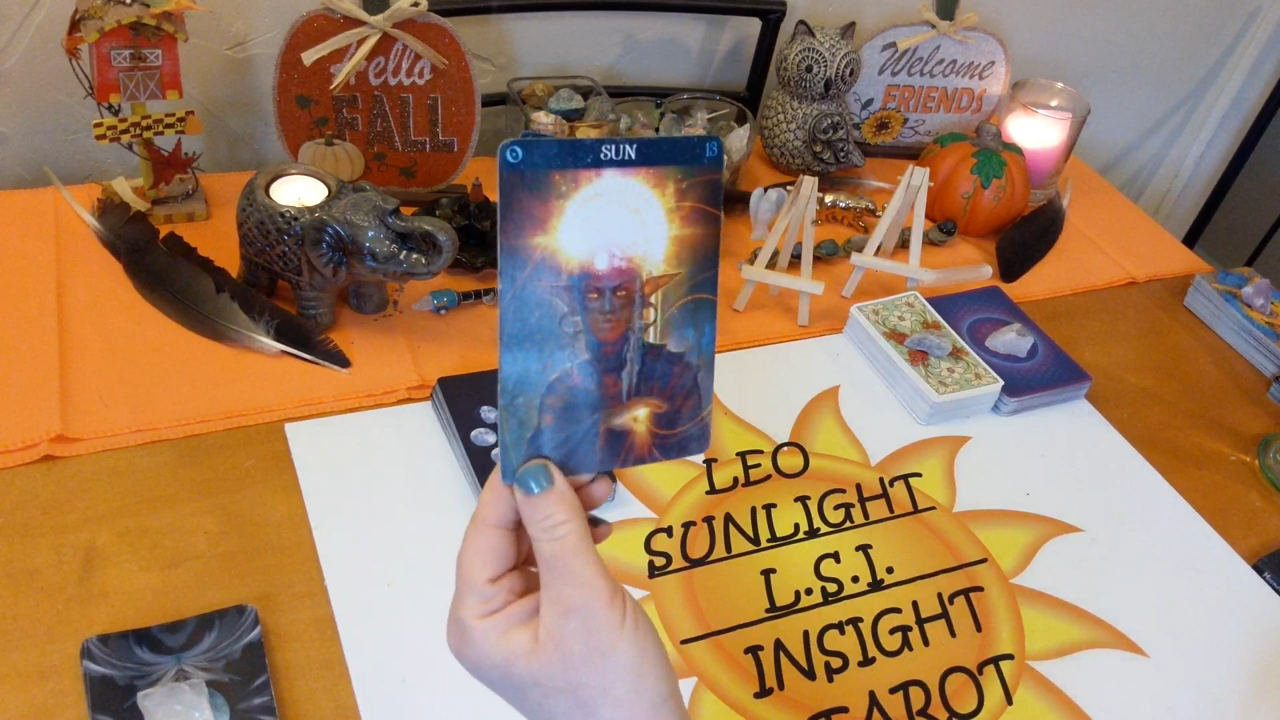 Hello
FALL
Welcome
FRIENDS
SUN
13
LEO
SUNLIGHT
L.S.I.
INSIGHT
TAROT